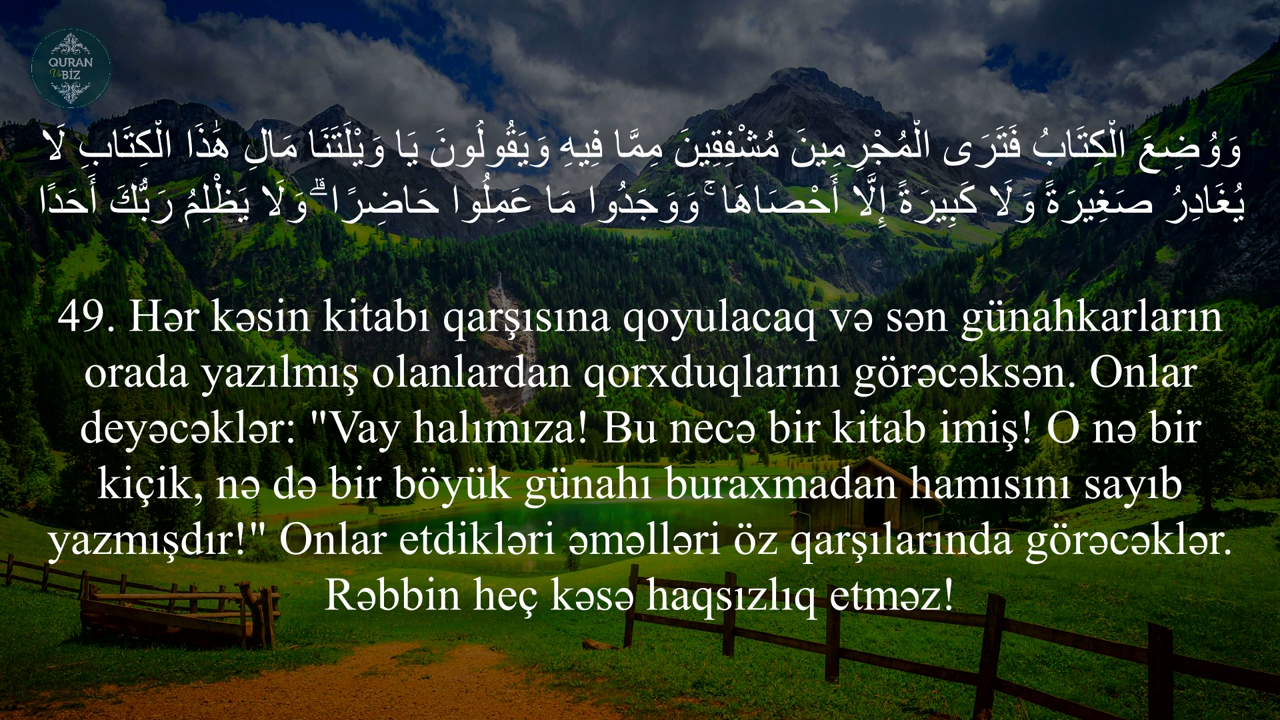 QURAN
Və
BİZ
وَوُضِعَ الْكِتَابُ فَتَرَى الْمُجْرِمِينَ مُشْفِقِينَ مِمَّا فِيهِ وَيَقُولُونَ يَا وَيْلَتَنَا مَالِ هَٰذَا الْكِتَابِ لَا
يُغَادِرُ صَغِيرَةً وَلَا كَبِيرَةً إِلَّا أَحْصَاهَا ۚ وَوَجَدُوا مَا عَمِلُوا حَاضِرًا ۗ وَلَا يَظْلِمُ رَبُّكَ أَحَدًا
49. Hər kəsin kitabı qarşısına qoyulacaq və sən günahkarların
orada yazılmış olanlardan qorxduqlarını görəcəksən. Onlar
deyəcəklər: "Vay halımıza! Bu necə bir kitab imiş! O nə bir
kiçik, nə də bir böyük günahı buraxmadan hamısını sayıb
yazmışdır!" Onlar etdikləri əməlləri öz qarşılarında görəcəklər.
Rəbbin heç kəsə haqsızlıq etməz!